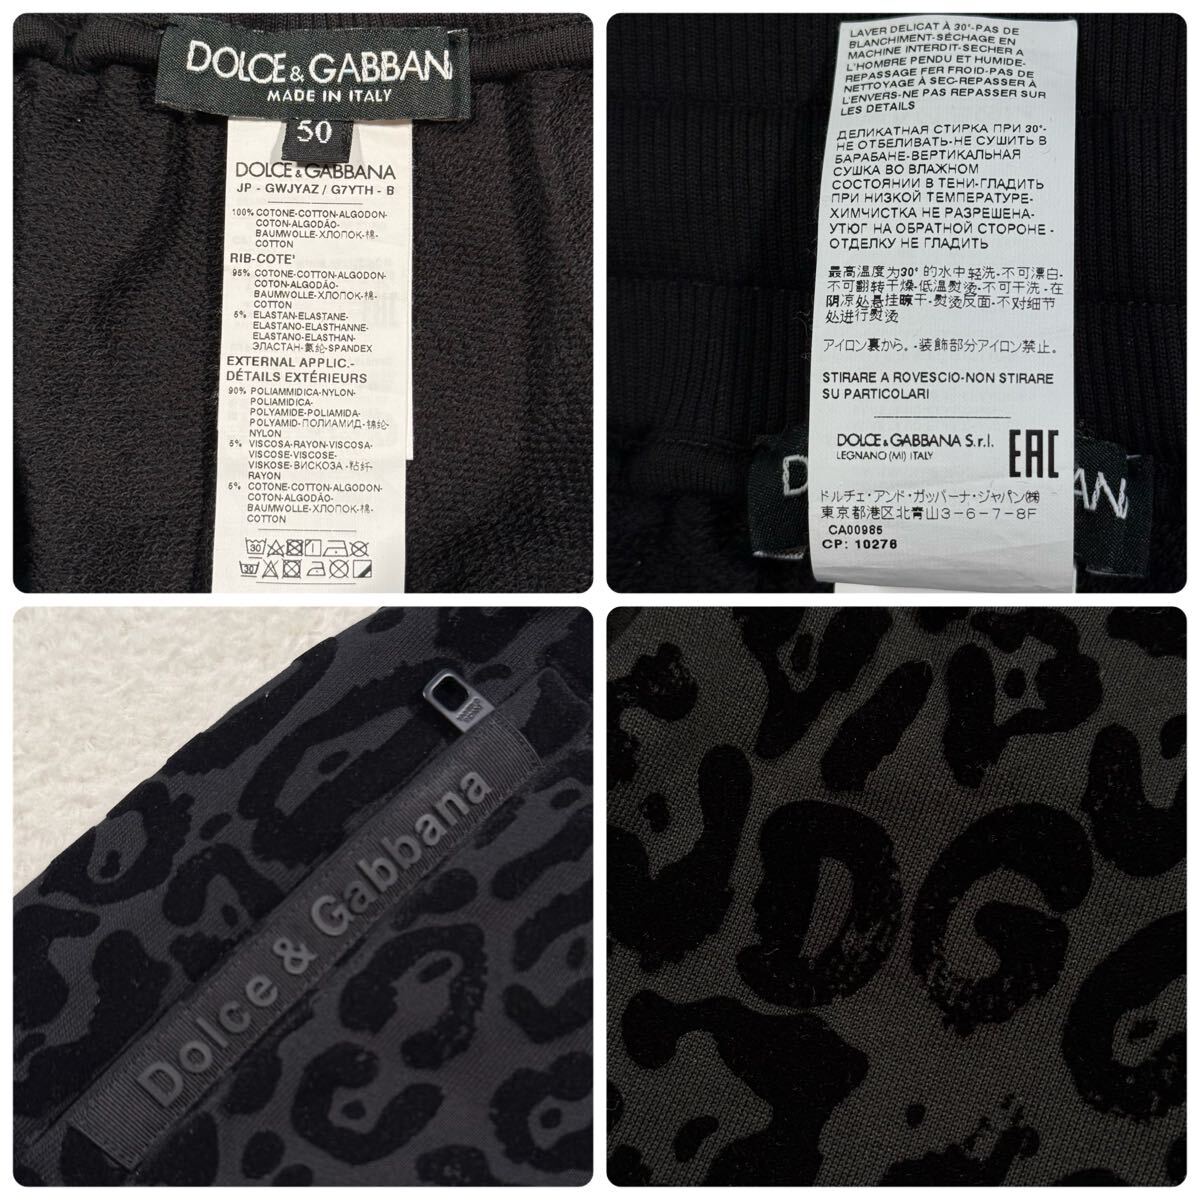 DOLCE & GABBAN
MADE IN ITALY
50
DOLCE & GABBANA
JP - GWJYAZ / G7YTH - B
100% COTONE-COTTON-ALGODON-
COTON-ALGODÃO-
BAUMWOLLE-ХЛОПОК-棉-
COTTON
RIB-COTE'
95% COTONE-COTTON-ALGODON-
COTON-ALGODÃO-
BAUMWOLLE-ХЛОПОК-棉-
COTTON
5% ELASTAN-ELASTANE-
ELASTANO-ELASTHANNE-
ELASTANO-ELASTHAN-
ЭЛАСТАН-氨纶-SPANDEX
EXTERNAL APPLIC.-
DÉTAILS EXTÉRIEURS
90% POLIAMMIDICA-NYLON-
POLIAMIDICA-
POLYAMIDE-POLIAMIDA-
POLYAMID-ПОЛИАМИД-棉纶-
NYLON
5% VISCOSA-RAYON-VISCOSA-
VISCOSE-VISCOSE-
VISKOSE-ВИСКОЗА-粘纤-
RAYON
5% COTONE-COTTON-ALGODON-
COTON-ALGODÃO-
BAUMWOLLE-ХЛОПОК-棉-
COTTON
LAVER DELICAT À 30°-PAS DE
BLANCHIMENT-SÉCHAGE EN
MACHINE INTERDIT-SECHER A
L'HOMBRE PENDU ET HUMIDE-
REPASSAGE FER FROID-PAS DE
NETTOYAGE À SEC-REPASSER À
L'ENVERS-NE PAS REPASSER SUR
LES DETAILS
ДЕЛИКАТНАЯ СТИРКА ПРИ 30°-
НЕ ОТБЕЛИВАТЬ-НЕ СУШИТЬ В
БАРАБАНЕ-ВЕРТИКАЛЬНАЯ
СУШКА ВО ВЛАЖНОМ
СОСТОЯНИИ В ТЕНИ-ГЛАДИТЬ
ПРИ НИЗКОЙ ТЕМПЕРАТУРЕ-
ХИМЧИСТКА НЕ РАЗРЕШЕНА-
УТЮГ НА ОБРАТНОЙ СТОРОНЕ -
ОТДЕЛКУ НЕ ГЛАДИТЬ
最高温度为30° 的水中轻洗-不可漂白-
不可翻转干燥-低温熨烫-不可干洗-在
阴凉处悬挂晾干-熨烫反面-不对细节
处进行熨烫
アイロン裏から。-装飾部分アイロン禁止。
STIRARE A ROVESCIO-NON STIRARE
SU PARTICOLARI
DOLCE & GABBANA S.r.l.
LEGNANO (MI) ITALY
EAC
ドルチェ・アンド・ガッバーナ・ジャパン㈱
東京都港区北青山3-6-7-8F
CA00985
CP: 10276
D
AN
Dolce & Gabbana
DG